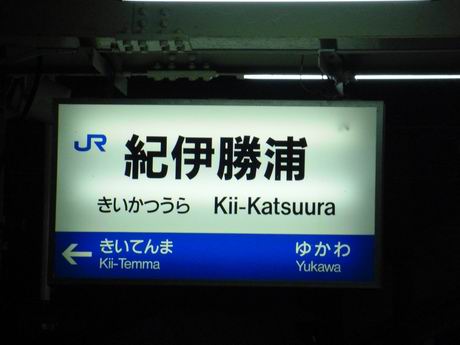 JR 紀伊勝浦
きいかつうら Kii-Katsuura
← きいてんま ゆかわ
Kii-Temma Yukawa